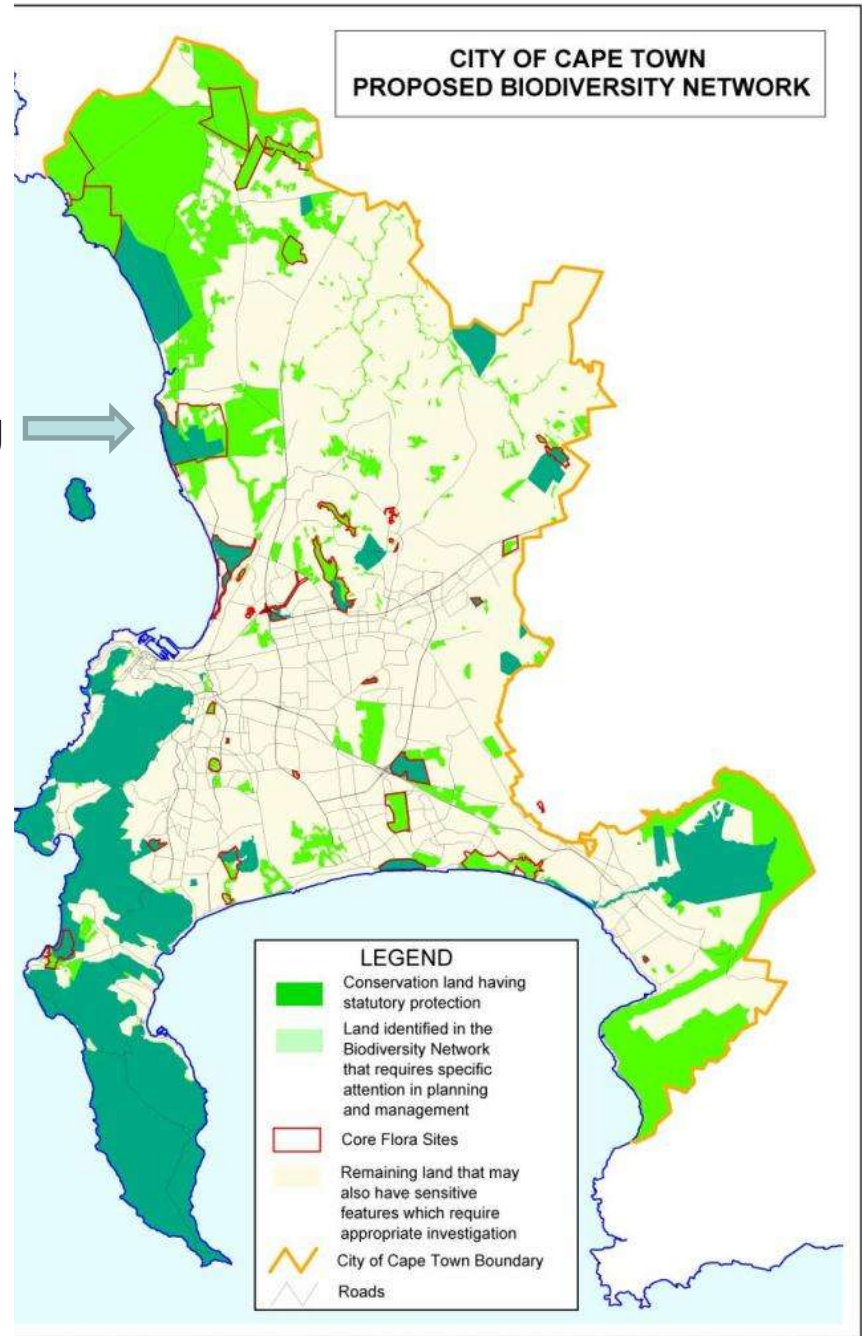 CITY OF CAPE TOWN
PROPOSED BIODIVERSITY NETWORK
LEGEND
Conservation land having
statutory protection
Land identified in the
Biodiversity Network
that requires specific
attention in planning
and management
Core Flora Sites
Remaining land that may
also have sensitive
features which require
appropriate investigation
City of Cape Town Boundary
Roads